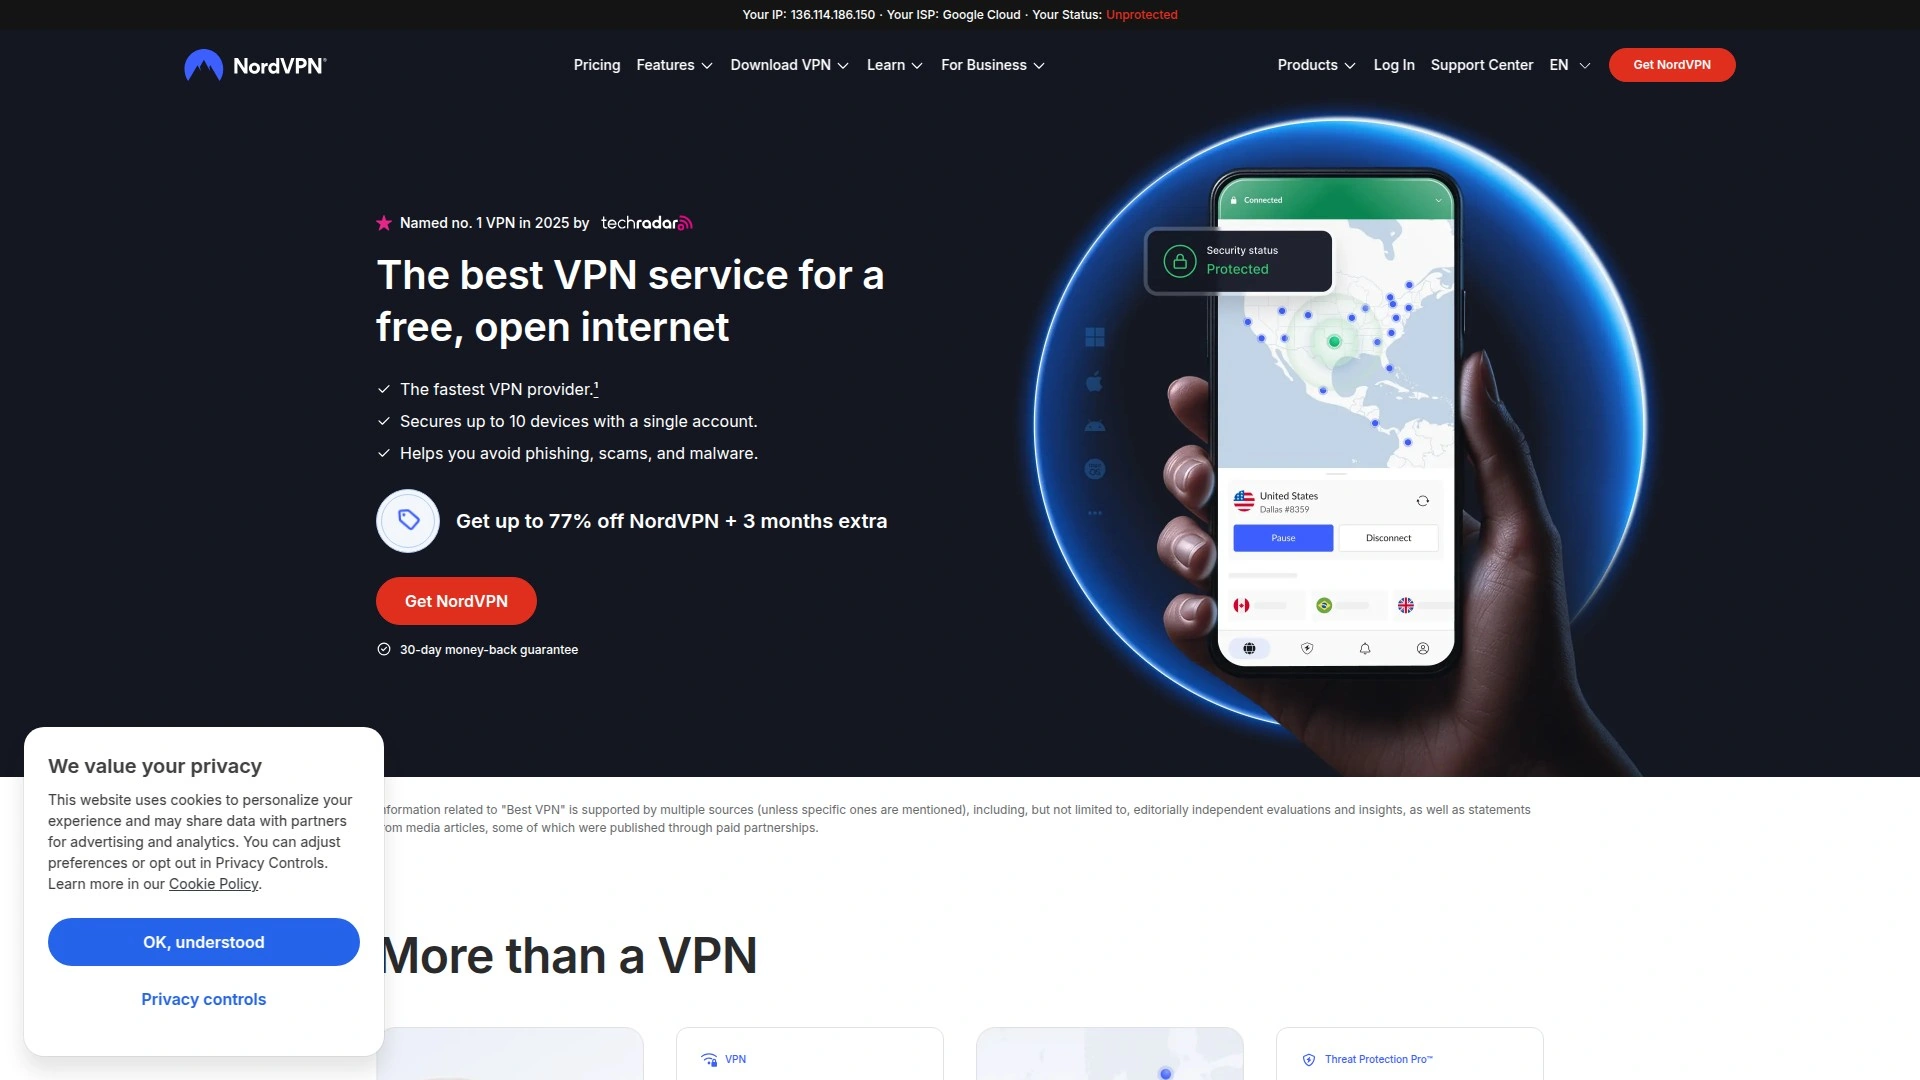 Your IP: 136.114.186.150 · Your ISP: Google Cloud · Your Status: Unprotected
NordVPN®
Pricing
Features
Download VPN
Learn
For Business
Products
Log In
Support Center
EN
Get NordVPN
Named no. 1 VPN in 2025 by techradar
The best VPN service for a
free, open internet
The fastest VPN provider.¹
Secures up to 10 devices with a single account.
Helps you avoid phishing, scams, and malware.
Get up to 77% off NordVPN + 3 months extra
Get NordVPN
30-day money-back guarantee
Connected
Security status
Protected
United States
Dallas #8359
Pause
Disconnect
We value your privacy
This website uses cookies to personalize your
experience and may share data with partners
for advertising and analytics. You can adjust
preferences or opt out in Privacy Controls.
Learn more in our Cookie Policy.
OK, understood
Privacy controls
nformation related to "Best VPN" is supported by multiple sources (unless specific ones are mentioned), including, but not limited to, editorially independent evaluations and insights, as well as statements
rom media articles, some of which were published through paid partnerships.
More than a VPN
VPN
Threat Protection Pro™